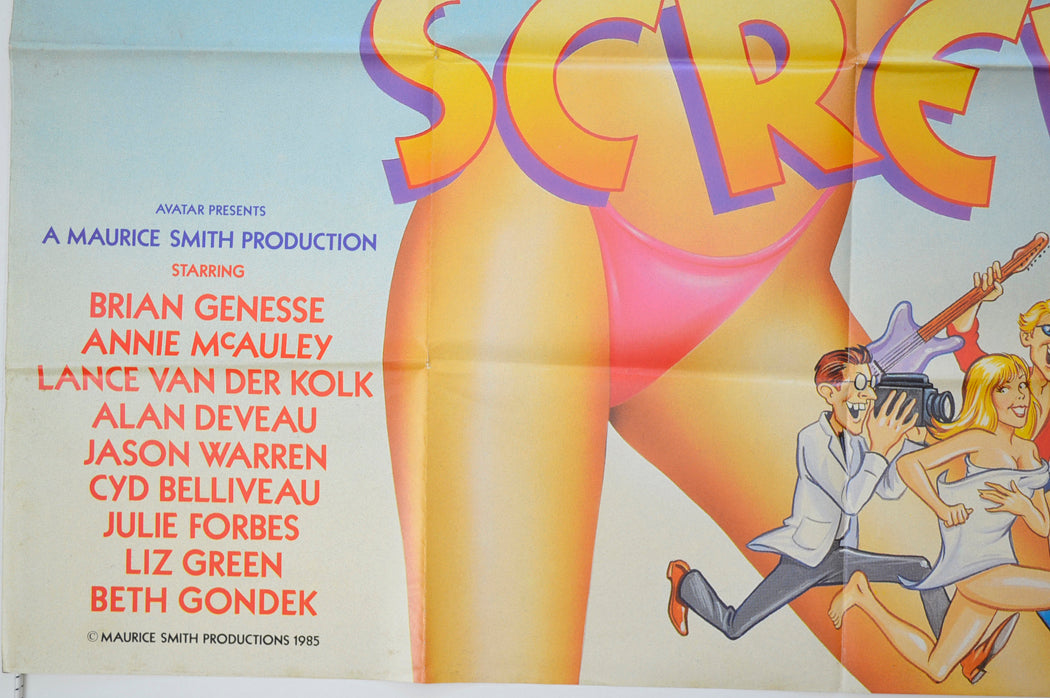 SCRE
AVATAR PRESENTS
A MAURICE SMITH PRODUCTION
STARRING
BRIAN GENESSE
ANNIE McAULEY
LANCE VAN DER KOLK
ALAN DEVEAU
JASON WARREN
CYD BELLIVEAU
JULIE FORBES
LIZ GREEN
BETH GONDEK
© MAURICE SMITH PRODUCTIONS 1985